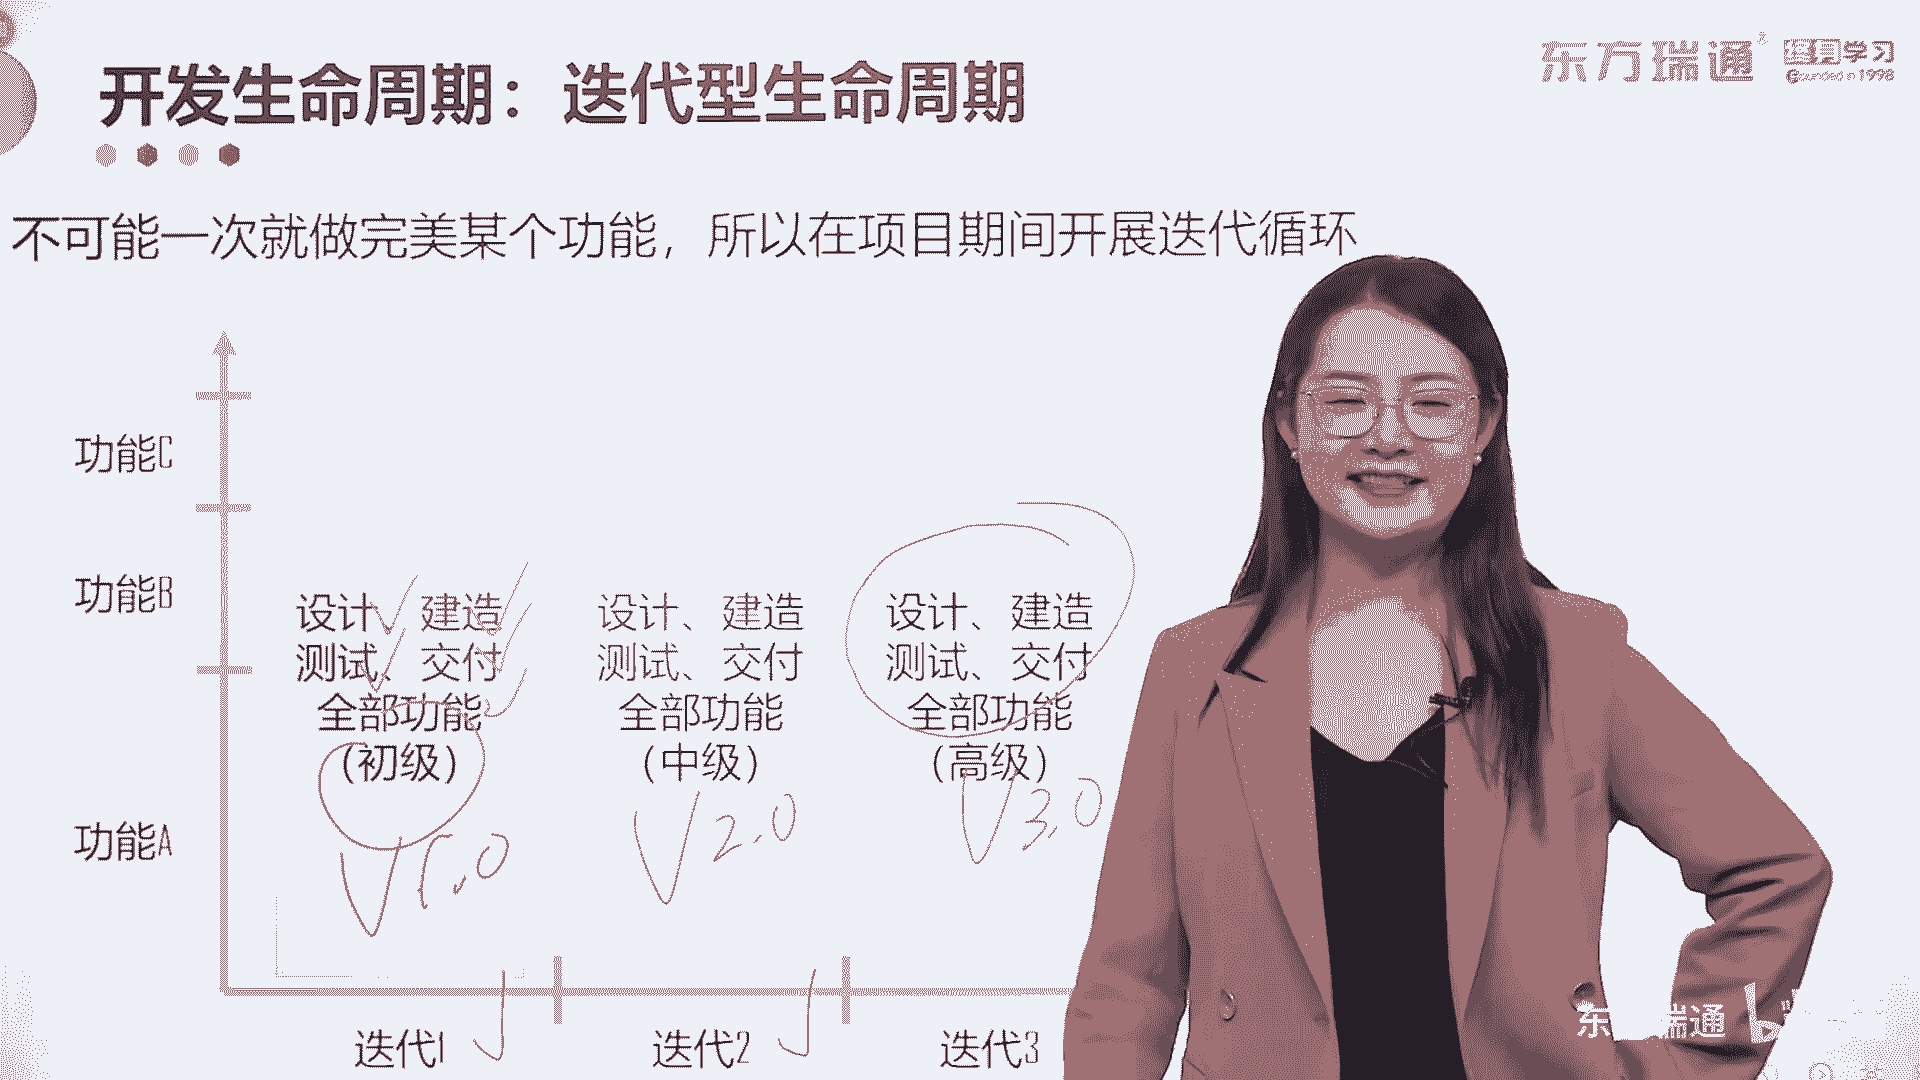 开发生命周期：迭代型生命周期
东方瑞通
学习
Founded in 1998
不可能一次就做完美某个功能，所以在项目期间开展迭代循环
功能C
功能B
功能A
设计、建造
测试、交付
全部功能
（初级）
V1.0
设计、建造
测试、交付
全部功能
（中级）
V2.0
设计、建造
测试、交付
全部功能
（高级）
V3.0
迭代1
迭代2
迭代3
东 瑞通